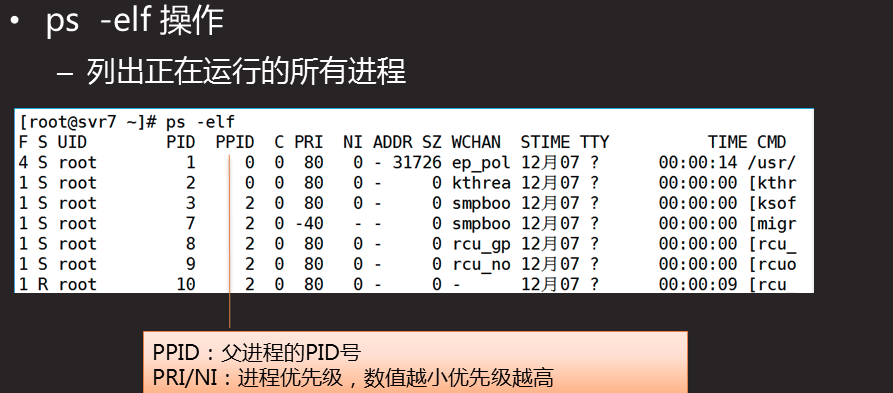 • ps -elf 操作
– 列出正在运行的所有进程
[root@svr7 ~]# ps -elf
F S UID        PID  PPID  C PRI  NI ADDR SZ WCHAN  STIME TTY          TIME CMD
4 S root         1     0  0  80   0 - 31726 ep_pol 12月07 ?      00:00:14 /usr/
1 S root         2     0  0  80   0 -     0 kthrea 12月07 ?      00:00:00 [kthr
1 S root         3     2  0  80   0 -     0 smpboo 12月07 ?      00:00:00 [ksof
1 S root         7     2  0 -40   - -     0 smpboo 12月07 ?      00:00:00 [migr
1 S root         8     2  0  80   0 -     0 rcu_gp 12月07 ?      00:00:00 [rcu_
1 S root         9     2  0  80   0 -     0 rcu_no 12月07 ?      00:00:00 [rcuo
1 R root        10     2  0  80   0 -     0 -      12月07 ?      00:00:09 [rcu
PPID：父进程的PID号
PRI/NI：进程优先级，数值越小优先级越高